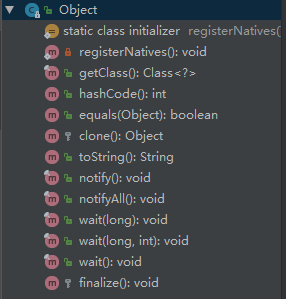 Object
static class initializer registerNatives(
registerNatives(): void
getClass(): Class<?>
hashCode(): int
equals(Object): boolean
clone(): Object
toString(): String
notify(): void
notifyAll(): void
wait(long): void
wait(long, int): void
wait(): void
finalize(): void